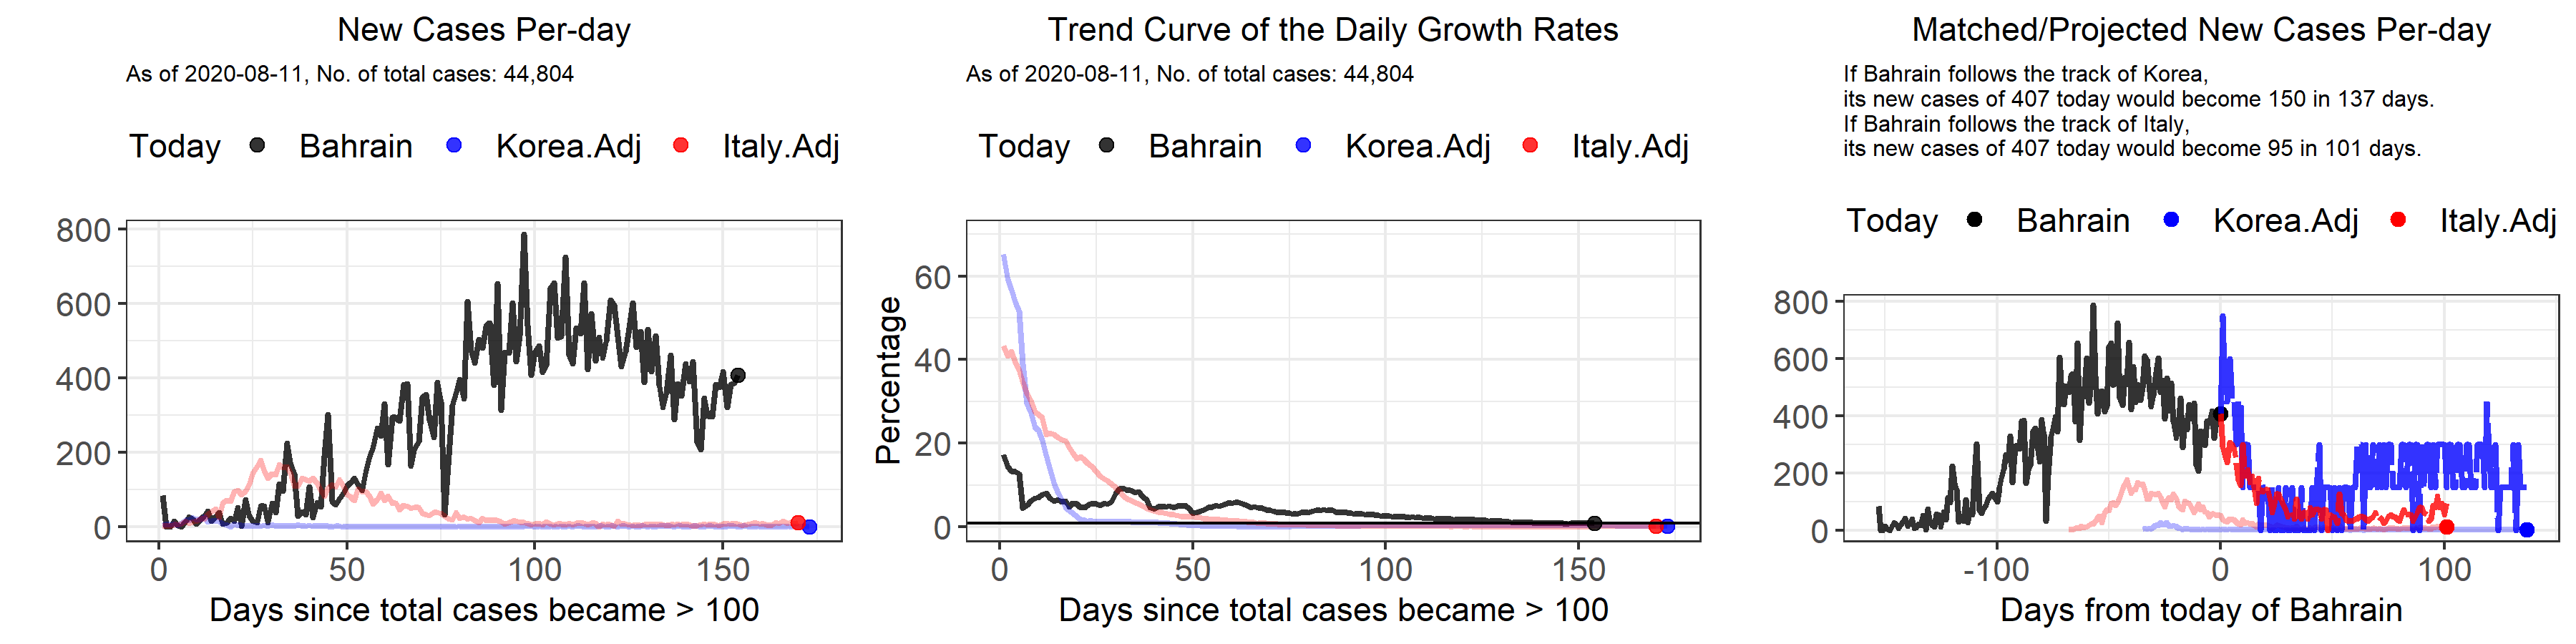 New Cases Per-day
As of 2020-08-11, No. of total cases: 44,804
Today Bahrain Korea.Adj Italy.Adj
800
600
400
200
0
0 50 100 150
Days since total cases became > 100
Trend Curve of the Daily Growth Rates
As of 2020-08-11, No. of total cases: 44,804
Today Bahrain Korea.Adj Italy.Adj
Percentage
60
40
20
0
0 50 100 150
Days since total cases became > 100
Matched/Projected New Cases Per-day
If Bahrain follows the track of Korea,
its new cases of 407 today would become 150 in 137 days.
If Bahrain follows the track of Italy,
its new cases of 407 today would become 95 in 101 days.
Today Bahrain Korea.Adj Italy.Adj
800
600
400
200
0
-100 0 100
Days from today of Bahrain